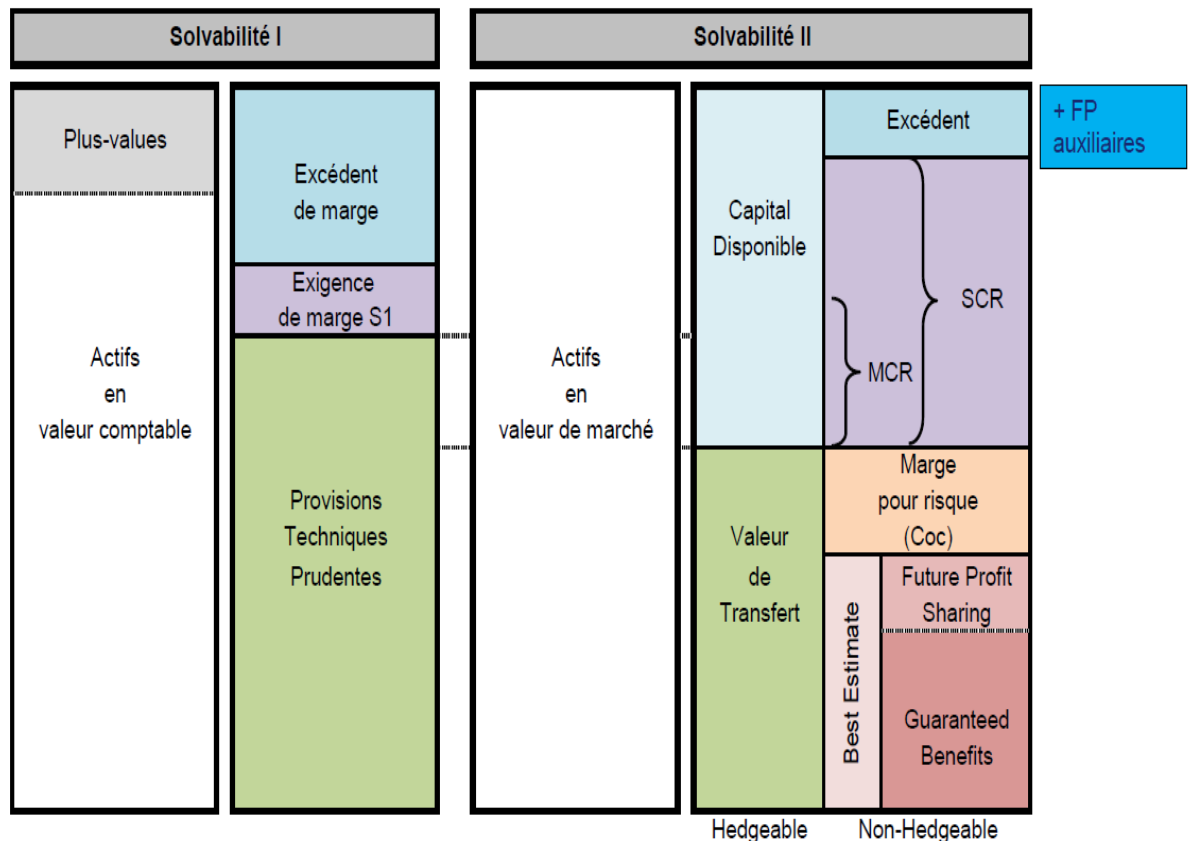 Solvabilité I
Solvabilité II
Plus-values
Actifs
en
valeur comptable
Excédent
de marge
Exigence
de marge S1
Provisions
Techniques
Prudentes
Actifs
en
valeur de marché
Capital
Disponible
Valeur
de
Transfert
Excédent
SCR
MCR
Marge
pour risque
(Coc)
Best Estimate
Future Profit
Sharing
Guaranteed
Benefits
+ FP
auxiliaires
Hedgeable
Non-Hedgeable